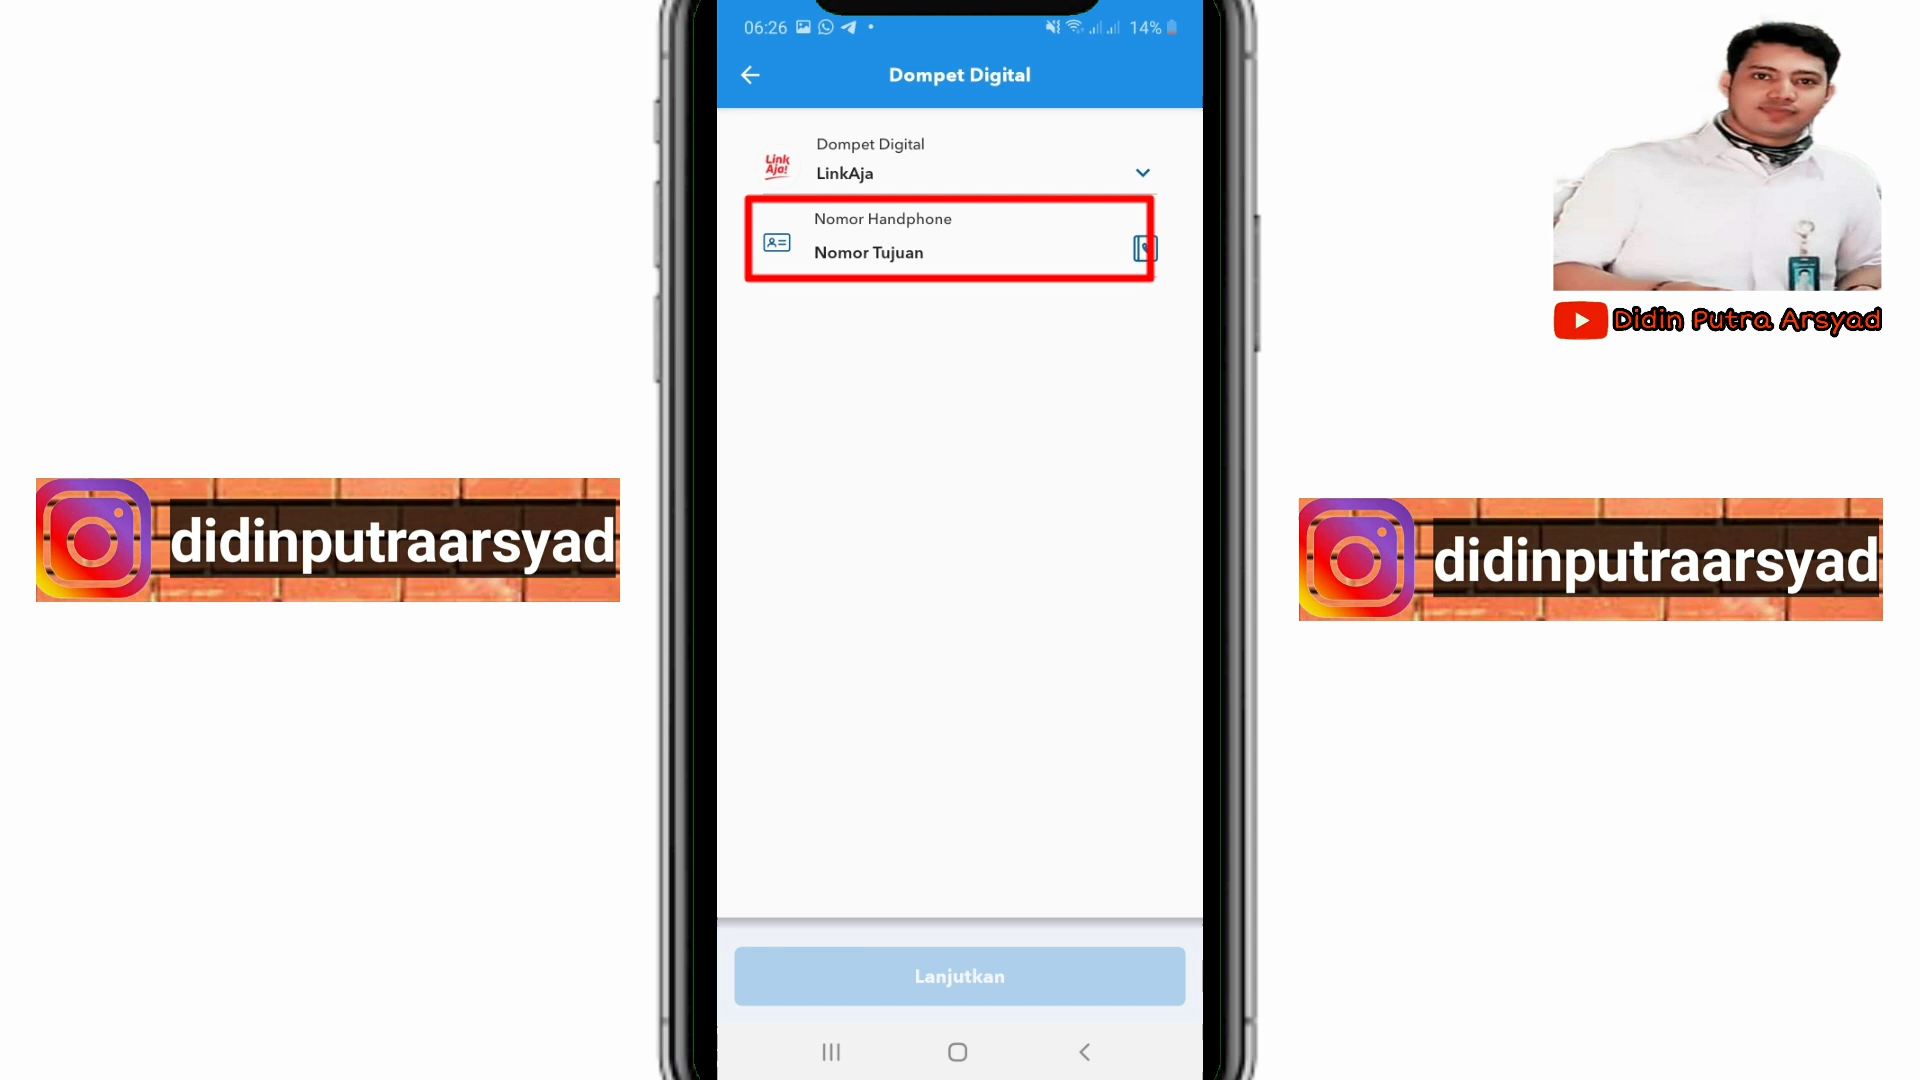 06:26
14%
Dompet Digital
Dompet Digital
Link
Aja!
LinkAja
Nomor Handphone
Nomor Tujuan
Lanjutkan
Didin Putra Arsyad
didinputraarsyad
didinputraarsyad